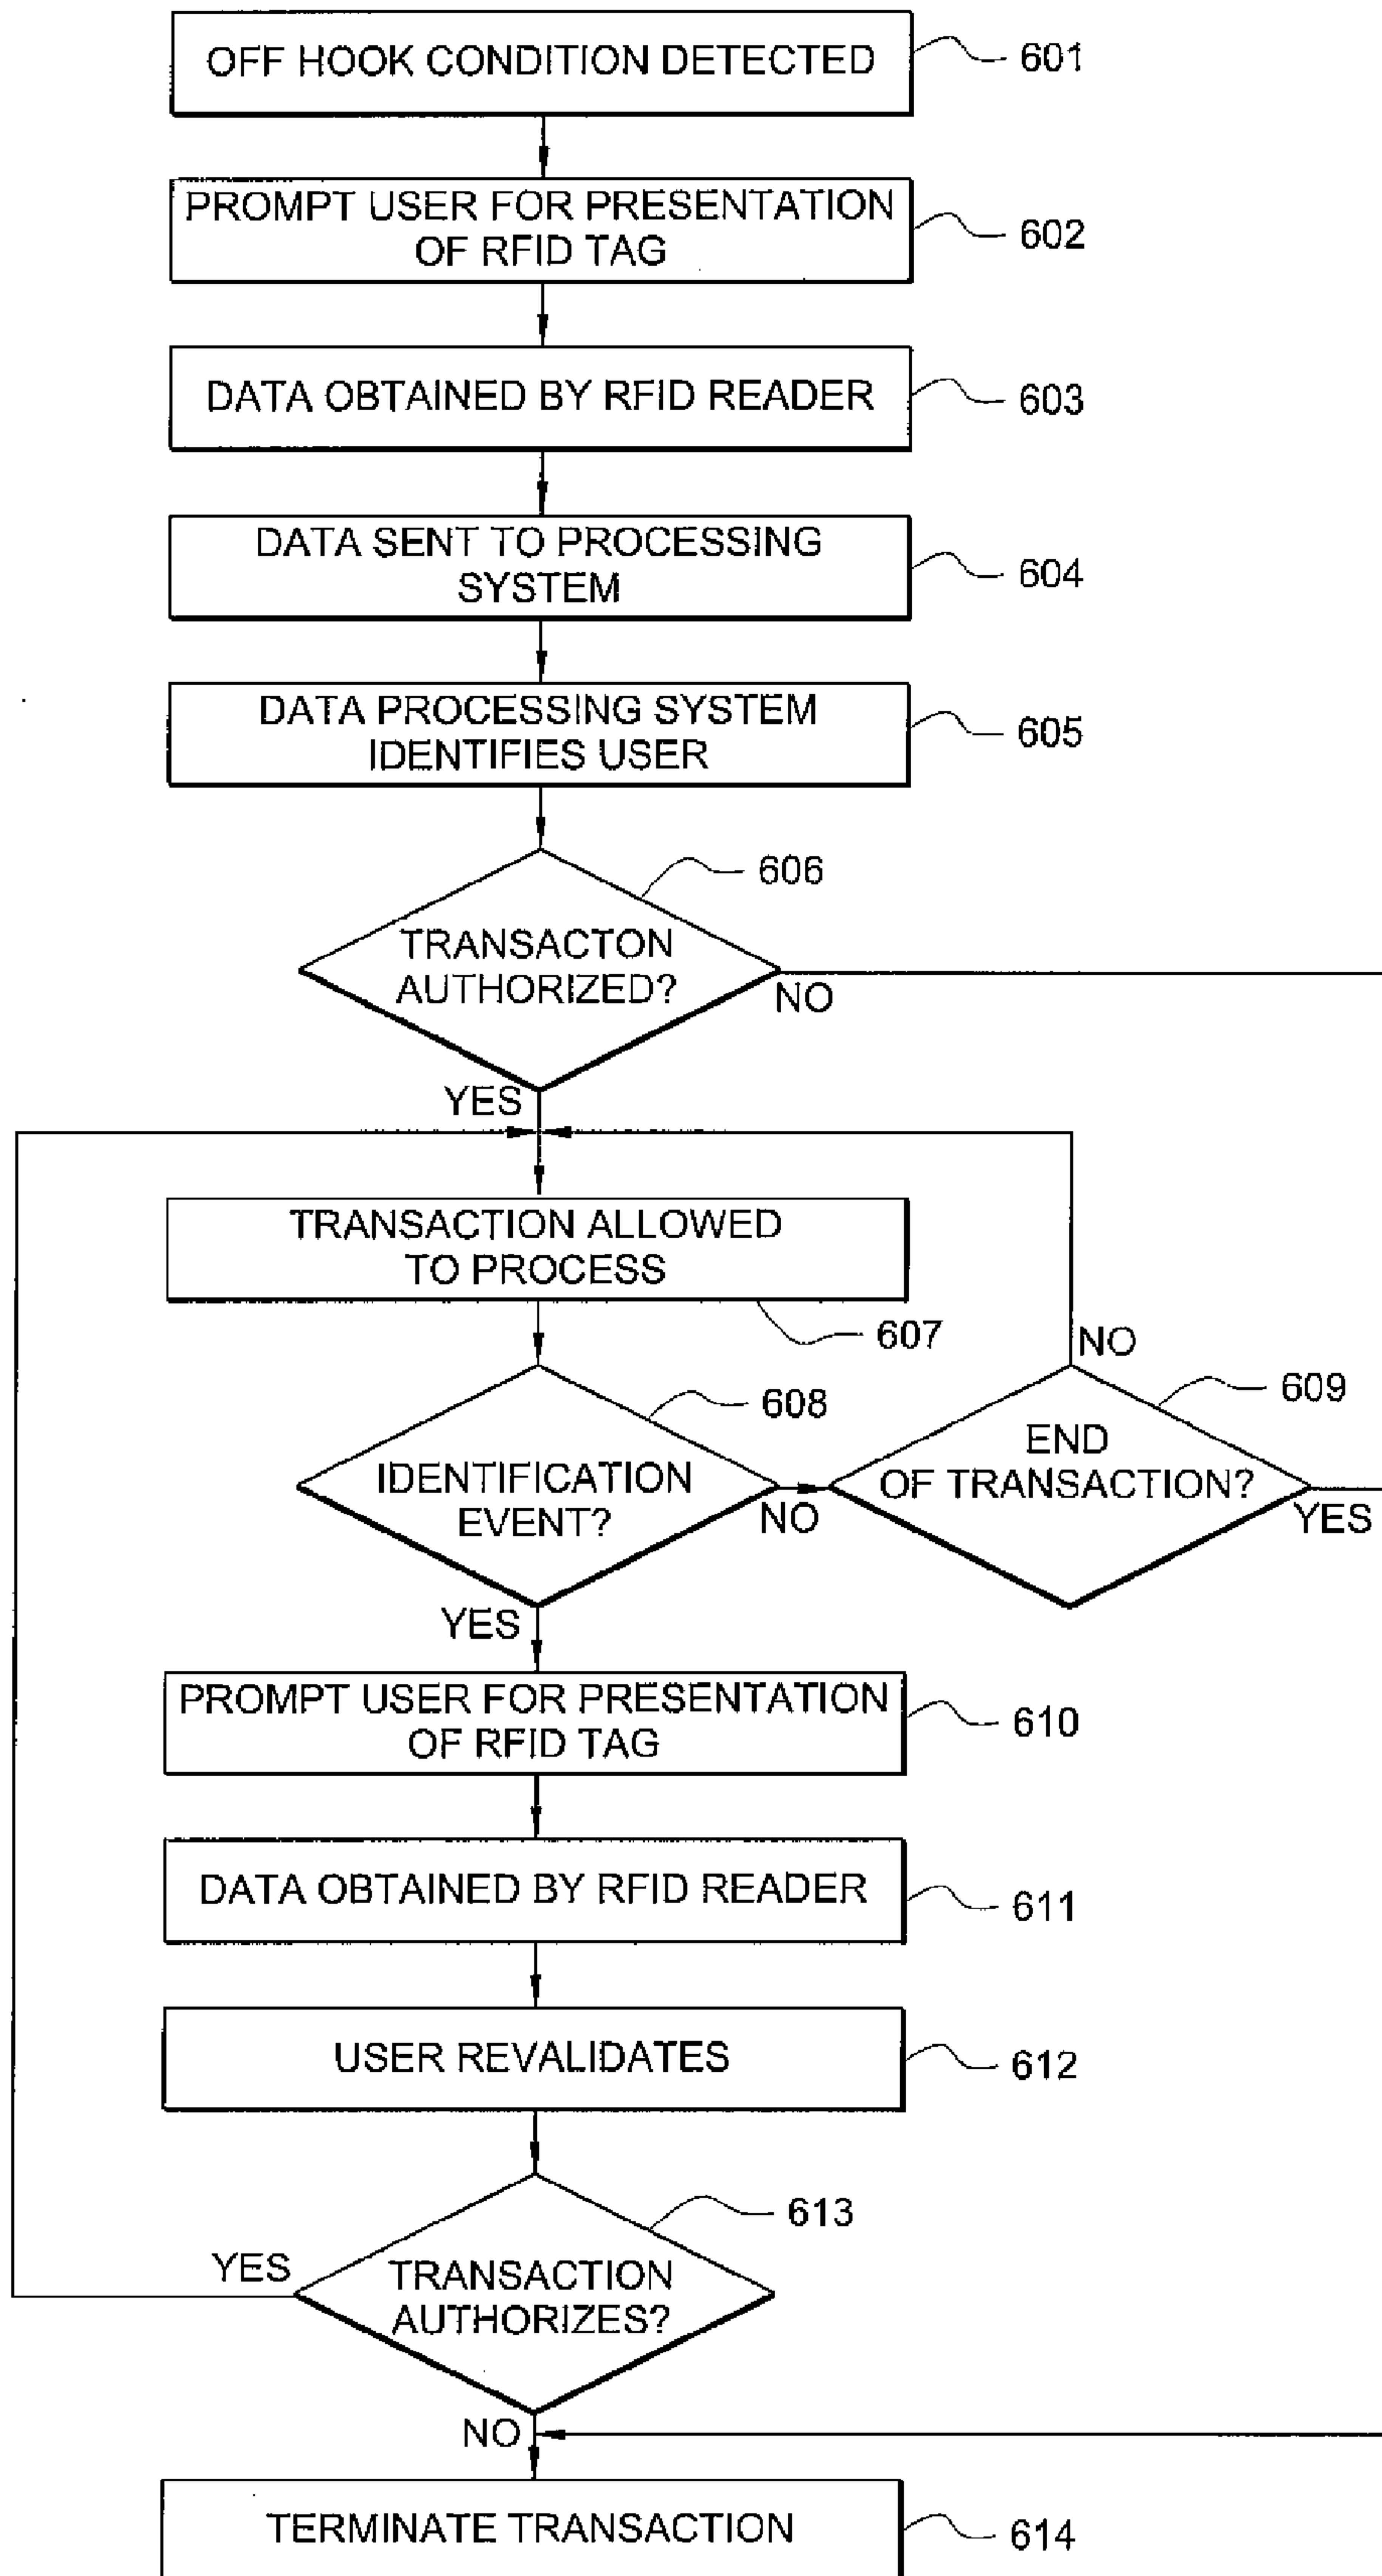 OFF HOOK CONDITION DETECTED
601
PROMPT USER FOR PRESENTATION
OF RFID TAG
602
DATA OBTAINED BY RFID READER
603
DATA SENT TO PROCESSING
SYSTEM
604
DATA PROCESSING SYSTEM
IDENTIFIES USER
605
606
TRANSACTON
AUTHORIZED?
NO
YES
TRANSACTION ALLOWED
TO PROCESS
607
NO
608
609
IDENTIFICATION
EVENT?
NO
END
OF TRANSACTION?
YES
YES
PROMPT USER FOR PRESENTATION
OF RFID TAG
610
DATA OBTAINED BY RFID READER
611
USER REVALIDATES
612
613
YES
TRANSACTION
AUTHORIZES?
NO
TERMINATE TRANSACTION
614